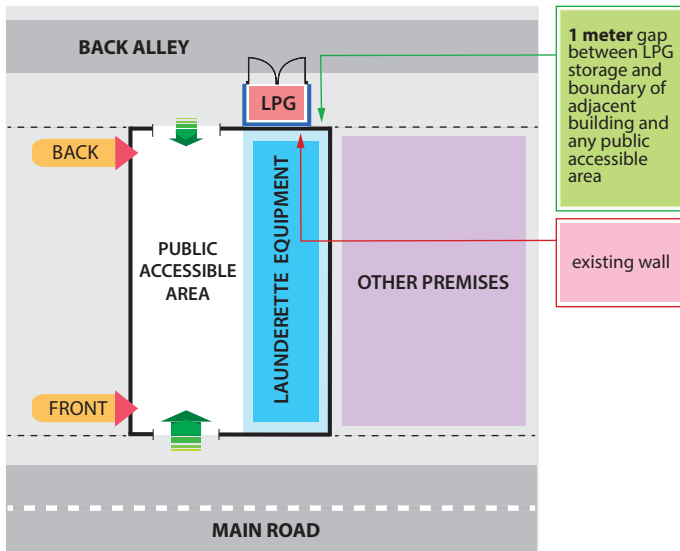 BACK ALLEY
LPG
1 meter gap
between LPG
storage and
boundary of
adjacent
building and
any public
accessible
area
BACK
PUBLIC
ACCESSIBLE
AREA
LAUNDERETTE EQUIPMENT
OTHER PREMISES
existing wall
FRONT
MAIN ROAD